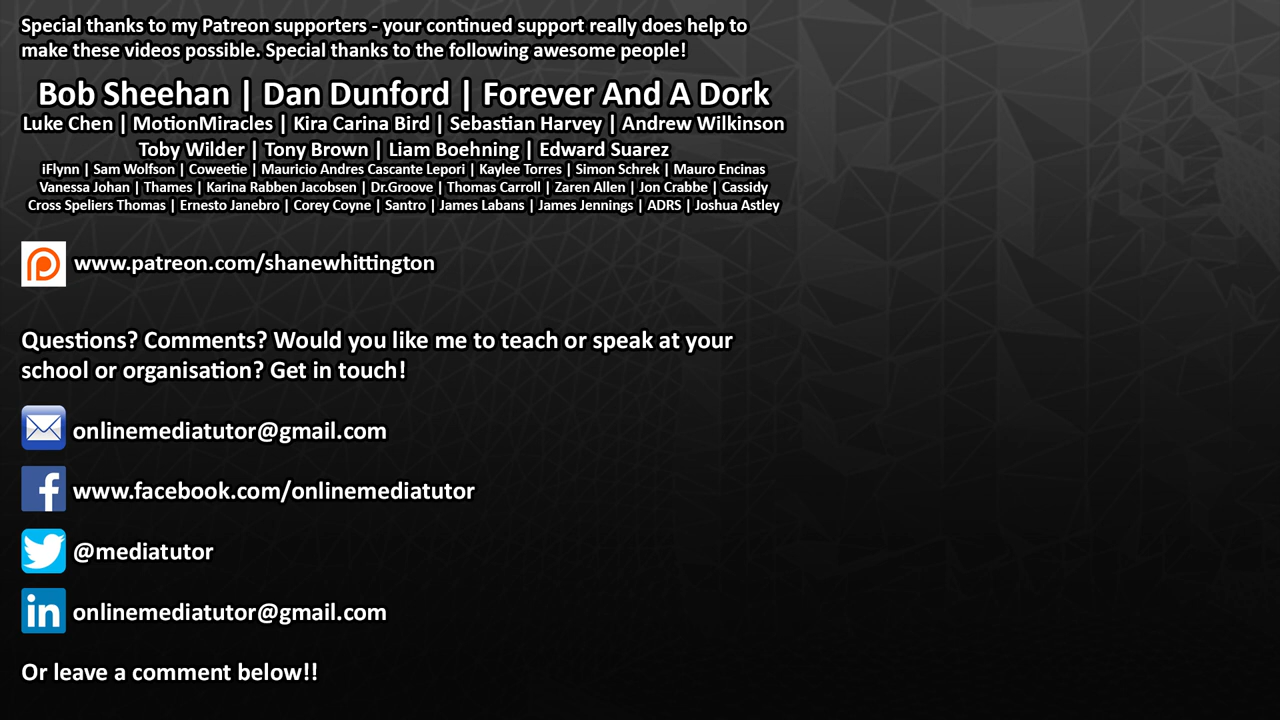 Special thanks to my Patreon supporters - your continued support really does help to
make these videos possible. Special thanks to the following awesome people!
Bob Sheehan | Dan Dunford | Forever And A Dork
Luke Chen | MotionMiracles | Kira Carina Bird | Sebastian Harvey | Andrew Wilkinson
Toby Wilder | Tony Brown | Liam Boehning | Edward Suarez
iFlynn | Sam Wolfson | Coweetie | Mauricio Andres Cascante Lepori | Kaylee Torres | Simon Schrek | Mauro Encinas
Vanessa Johan | Thames | Karina Rabben Jacobsen | Dr.Groove | Thomas Carroll | Zaren Allen | Jon Crabbe | Cassidy
Cross Speliers Thomas | Ernesto Janebro | Corey Coyne | Santro | James Labans | James Jennings | ADRS | Joshua Astley
www.patreon.com/shanewhittington
Questions? Comments? Would you like me to teach or speak at your
school or organisation? Get in touch!
onlinemediatutor@gmail.com
www.facebook.com/onlinemediatutor
@mediatutor
onlinemediatutor@gmail.com
Or leave a comment below!!